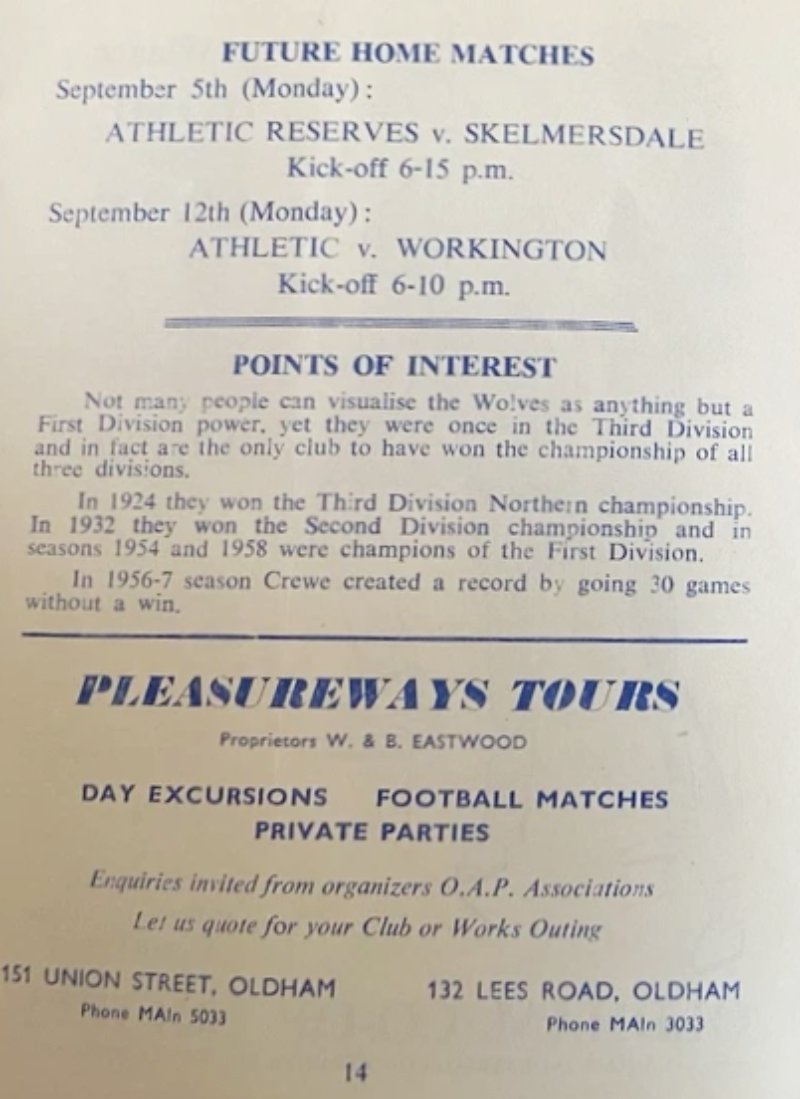 FUTURE HOME MATCHES
September 5th (Monday):
ATHLETIC RESERVES v. SKELMERSDALE
Kick-off 6-15 p.m.
September 12th (Monday):
ATHLETIC v. WORKINGTON
Kick-off 6-10 p.m.
POINTS OF INTEREST
Not many people can visualise the Wolves as anything but a
First Division power, yet they were once in the Third Division
and in fact are the only club to have won the championship of all
three divisions.
In 1924 they won the Third Division Northern championship.
In 1932 they won the Second Division championship and in
seasons 1954 and 1958 were champions of the First Division.
In 1956-7 season Crewe created a record by going 30 games
without a win.
PLEASUREWAYS TOURS
Proprietors W. & B. EASTWOOD
DAY EXCURSIONS FOOTBALL MATCHES
PRIVATE PARTIES
Enquiries invited from organizers O.A.P. Associations
Let us quote for your Club or Works Outing
151 UNION STREET, OLDHAM 132 LEES ROAD, OLDHAM
Phone MAIn 5033 Phone MAIn 3033
14